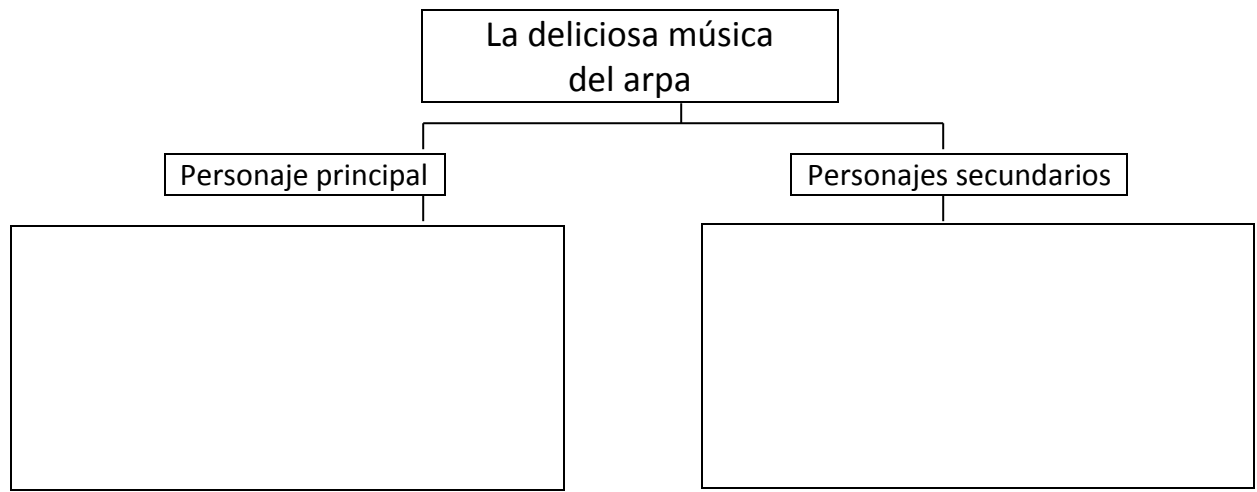 La deliciosa música
del arpa
Personaje principal
Personajes secundarios